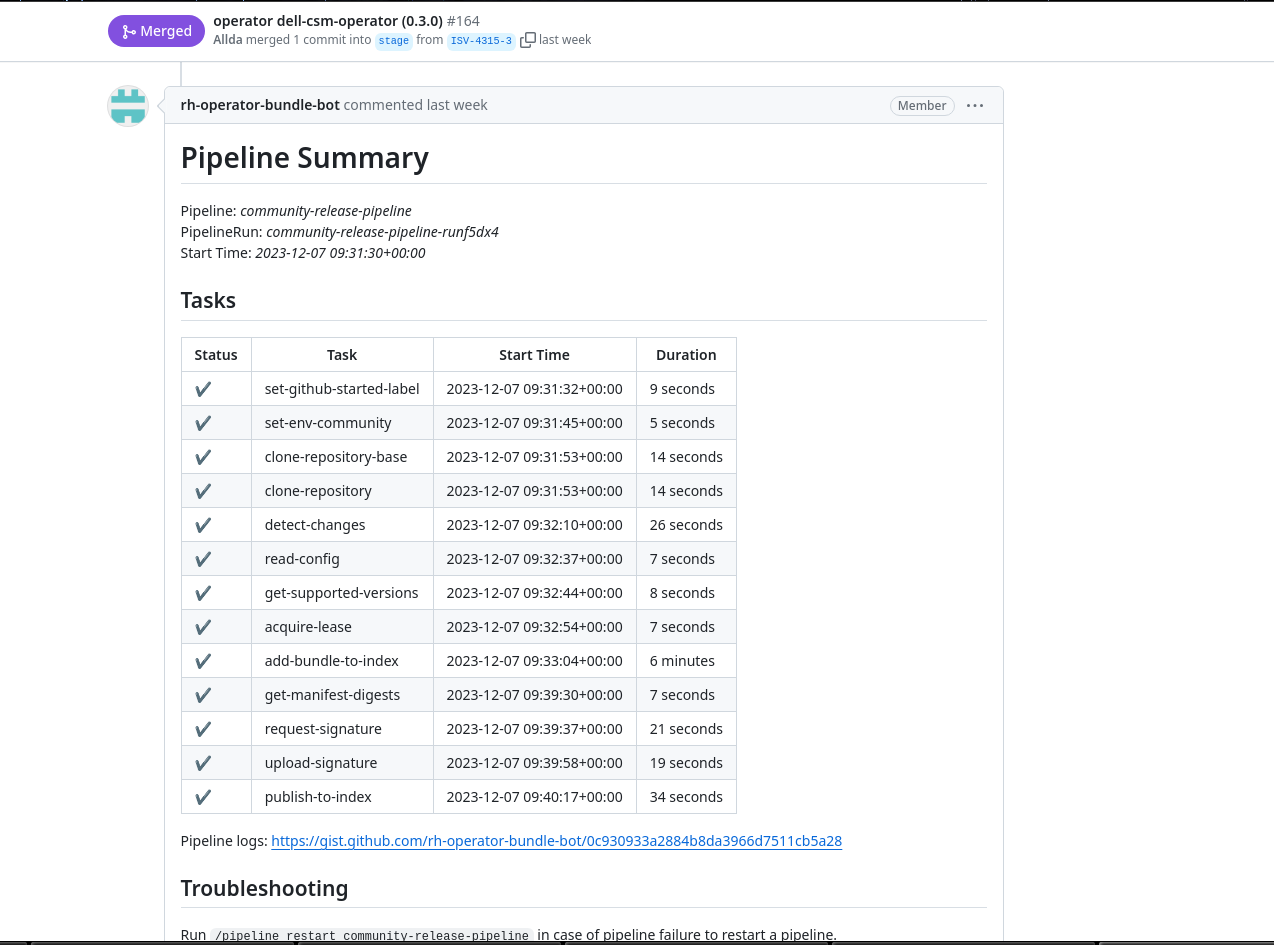 Merged
operator dell-csm-operator (0.3.0) #164
Allda merged 1 commit into stage from ISV-4315-3 last week
rh-operator-bundle-bot commented last week
Member
Pipeline Summary
Pipeline: community-release-pipeline
PipelineRun: community-release-pipeline-runf5dx4
Start Time: 2023-12-07 09:31:30+00:00
Tasks
Status Task Start Time Duration
✔ set-github-started-label 2023-12-07 09:31:32+00:00 9 seconds
✔ set-env-community 2023-12-07 09:31:45+00:00 5 seconds
✔ clone-repository-base 2023-12-07 09:31:53+00:00 14 seconds
✔ clone-repository 2023-12-07 09:31:53+00:00 14 seconds
✔ detect-changes 2023-12-07 09:32:10+00:00 26 seconds
✔ read-config 2023-12-07 09:32:37+00:00 7 seconds
✔ get-supported-versions 2023-12-07 09:32:44+00:00 8 seconds
✔ acquire-lease 2023-12-07 09:32:54+00:00 7 seconds
✔ add-bundle-to-index 2023-12-07 09:33:04+00:00 6 minutes
✔ get-manifest-digests 2023-12-07 09:39:30+00:00 7 seconds
✔ request-signature 2023-12-07 09:39:37+00:00 21 seconds
✔ upload-signature 2023-12-07 09:39:58+00:00 19 seconds
✔ publish-to-index 2023-12-07 09:40:17+00:00 34 seconds
Pipeline logs: https://gist.github.com/rh-operator-bundle-bot/0c930933a2884b8da3966d7511cb5a28
Troubleshooting
Run /pipeline restart community-release-pipeline in case of pipeline failure to restart a pipeline.